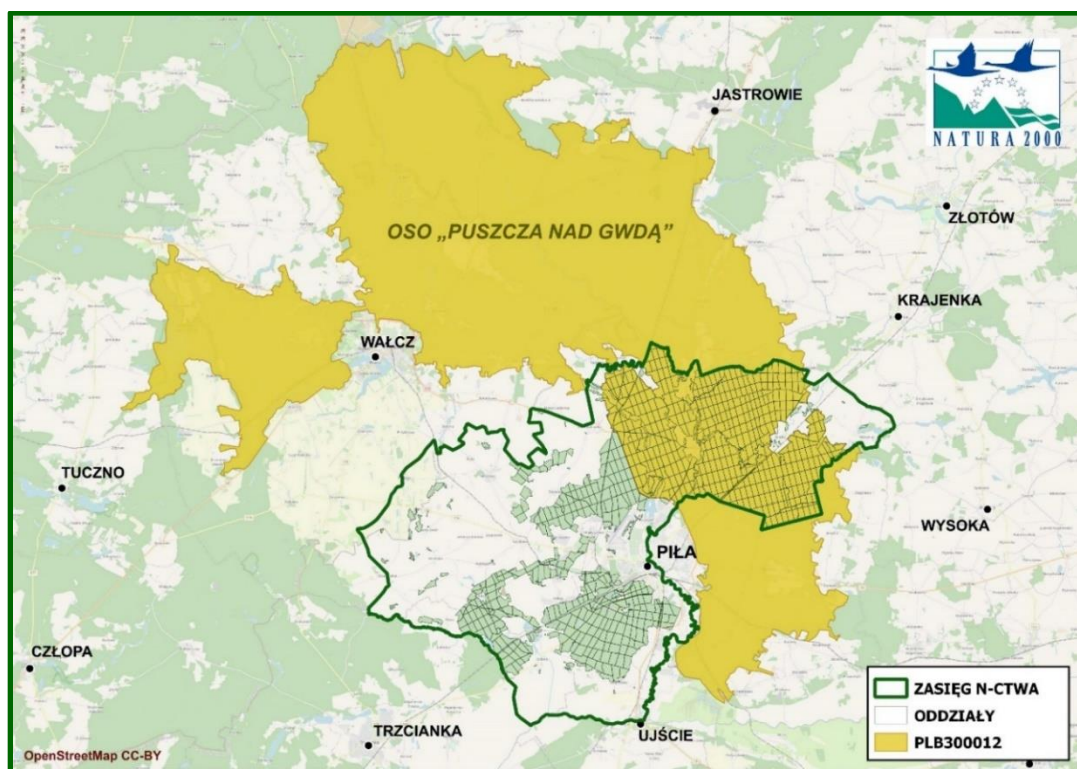 JASTROWIE
NATURA 2000
ZŁOTÓW
OSO „PUSZCZA NAD GWDĄ”
KRAJENKA
WAŁCZ
TUCZNO
WYSOKA
PIŁA
CZŁOPA
ZASIĘG N-CTWA
ODDZIAŁY
PLB300012
TRZCIANKA
UJŚCIE
OpenStreetMap CC-BY